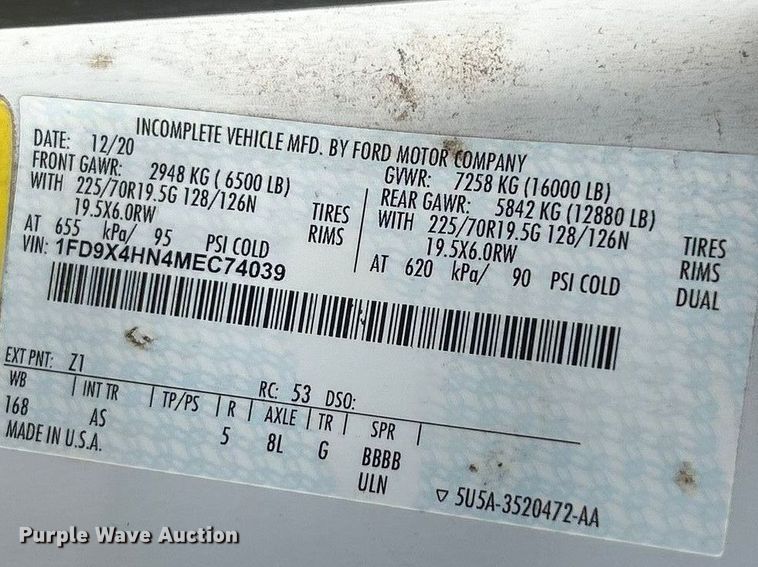 INCOMPLETE VEHICLE MFD. BY FORD MOTOR COMPANY
DATE: 12/20
FRONT GAWR: 2948 KG ( 6500 LB)
WITH 225/70R19.5G 128/126N TIRES
19.5X6.0RW RIMS
AT 655 kPa/ 95 PSI COLD
GVWR: 7258 KG (16000 LB)
REAR GAWR: 5842 KG (12880 LB)
WITH 225/70R19.5G 128/126N TIRES
19.5X6.0RW RIMS
AT 620 kPa/ 90 PSI COLD DUAL
VIN: 1FD9X4HN4MEC74039
EXT PNT: Z1 RC: 53 DSO:
WB | INT TR | TP/PS | R | AXLE | TR | SPR |
168 AS 5 8L G BBBB
MADE IN U.S.A. ULN
5U5A-3520472-AA
Purple Wave Auction